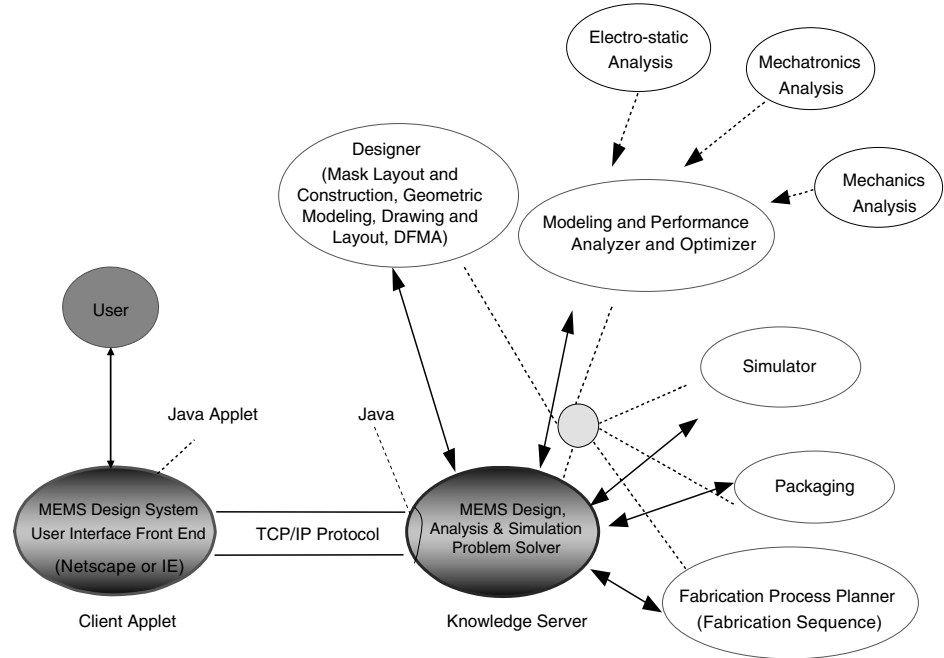 Electro-static
Analysis
Mechatronics
Analysis
Designer
(Mask Layout and
Construction, Geometric
Modeling, Drawing and
Layout, DFMA)
Mechanics
Analysis
Modeling and Performance
Analyzer and Optimizer
User
Simulator
Java Applet
Java
MEMS Design System
User Interface Front End
(Netscape or IE)
TCP/IP Protocol
MEMS Design,
Analysis & Simulation
Problem Solver
Packaging
Fabrication Process Planner
(Fabrication Sequence)
Client Applet
Knowledge Server